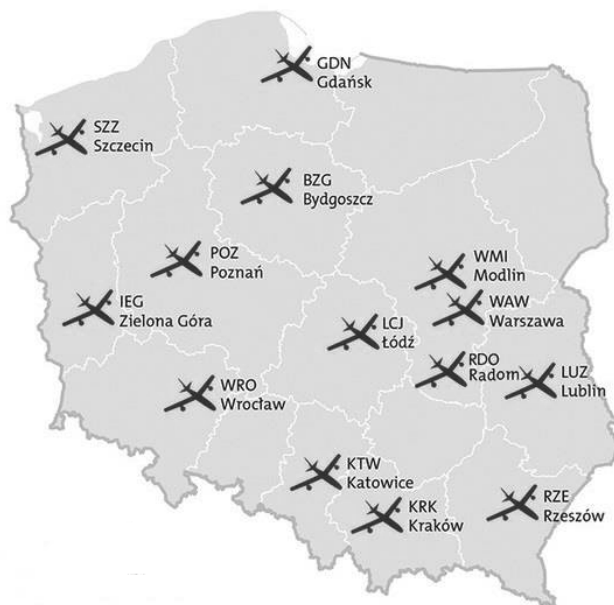 GDN
Gdańsk
SZZ
Szczecin
BZG
Bydgoszcz
POZ
Poznań
WMI
Modlin
IEG
Zielona Góra
WAW
Warszawa
LCJ
Łódź
RDO
Radom
LUZ
Lublin
WRO
Wrocław
KTW
Katowice
KRK
Kraków
RZE
Rzeszów